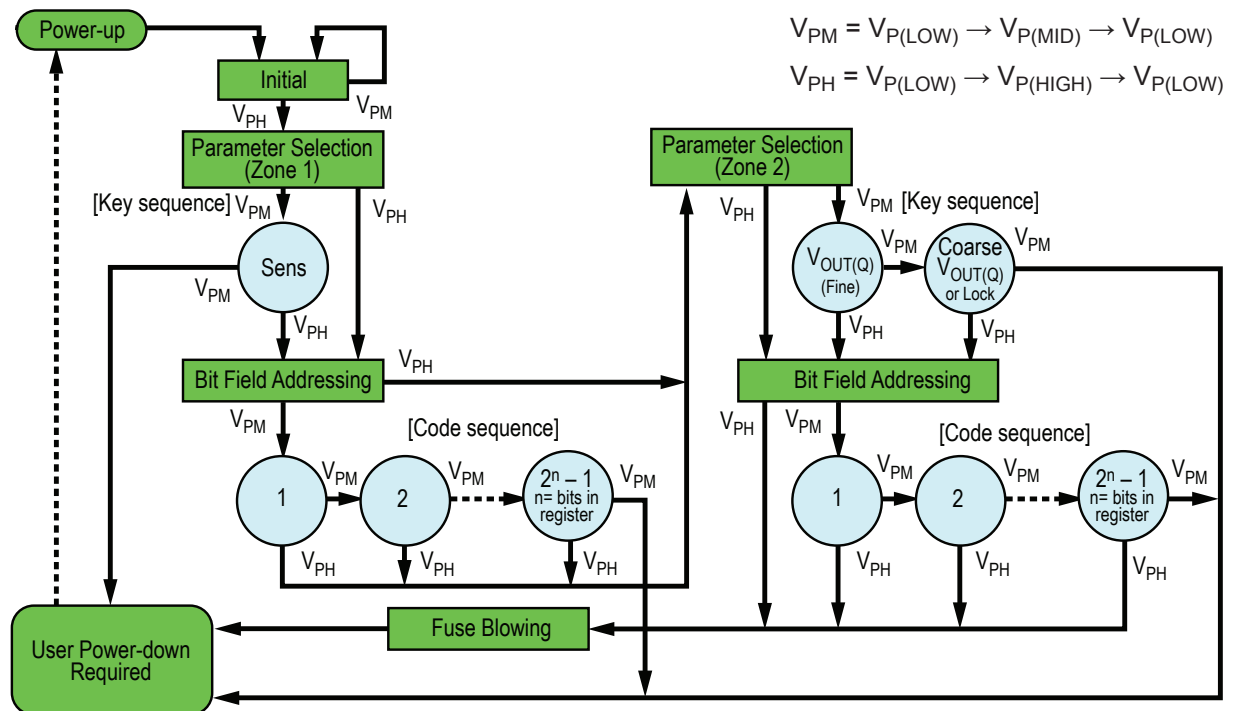 Power-up
V_PM = V_P(LOW) → V_P(MID) → V_P(LOW)
V_PH = V_P(LOW) → V_P(HIGH) → V_P(LOW)
Initial
V_PH
V_PM
Parameter Selection
(Zone 1)
[Key sequence] V_PM
V_PH
Sens
V_PM
V_PH
Bit Field Addressing
V_PH
V_PM
[Code sequence]
1
V_PM
2
V_PM
2ⁿ – 1
n= bits in
register
V_PM
V_PH
V_PH
V_PH
Parameter Selection
(Zone 2)
V_PH
V_PM [Key sequence]
V_OUT(Q)
(Fine)
V_PM
Coarse
V_OUT(Q)
or Lock
V_PM
V_PH
V_PH
Bit Field Addressing
V_PH
V_PM
[Code sequence]
1
V_PM
2
V_PM
2ⁿ – 1
n= bits in
register
V_PM
V_PH
V_PH
V_PH
Fuse Blowing
User Power-down
Required